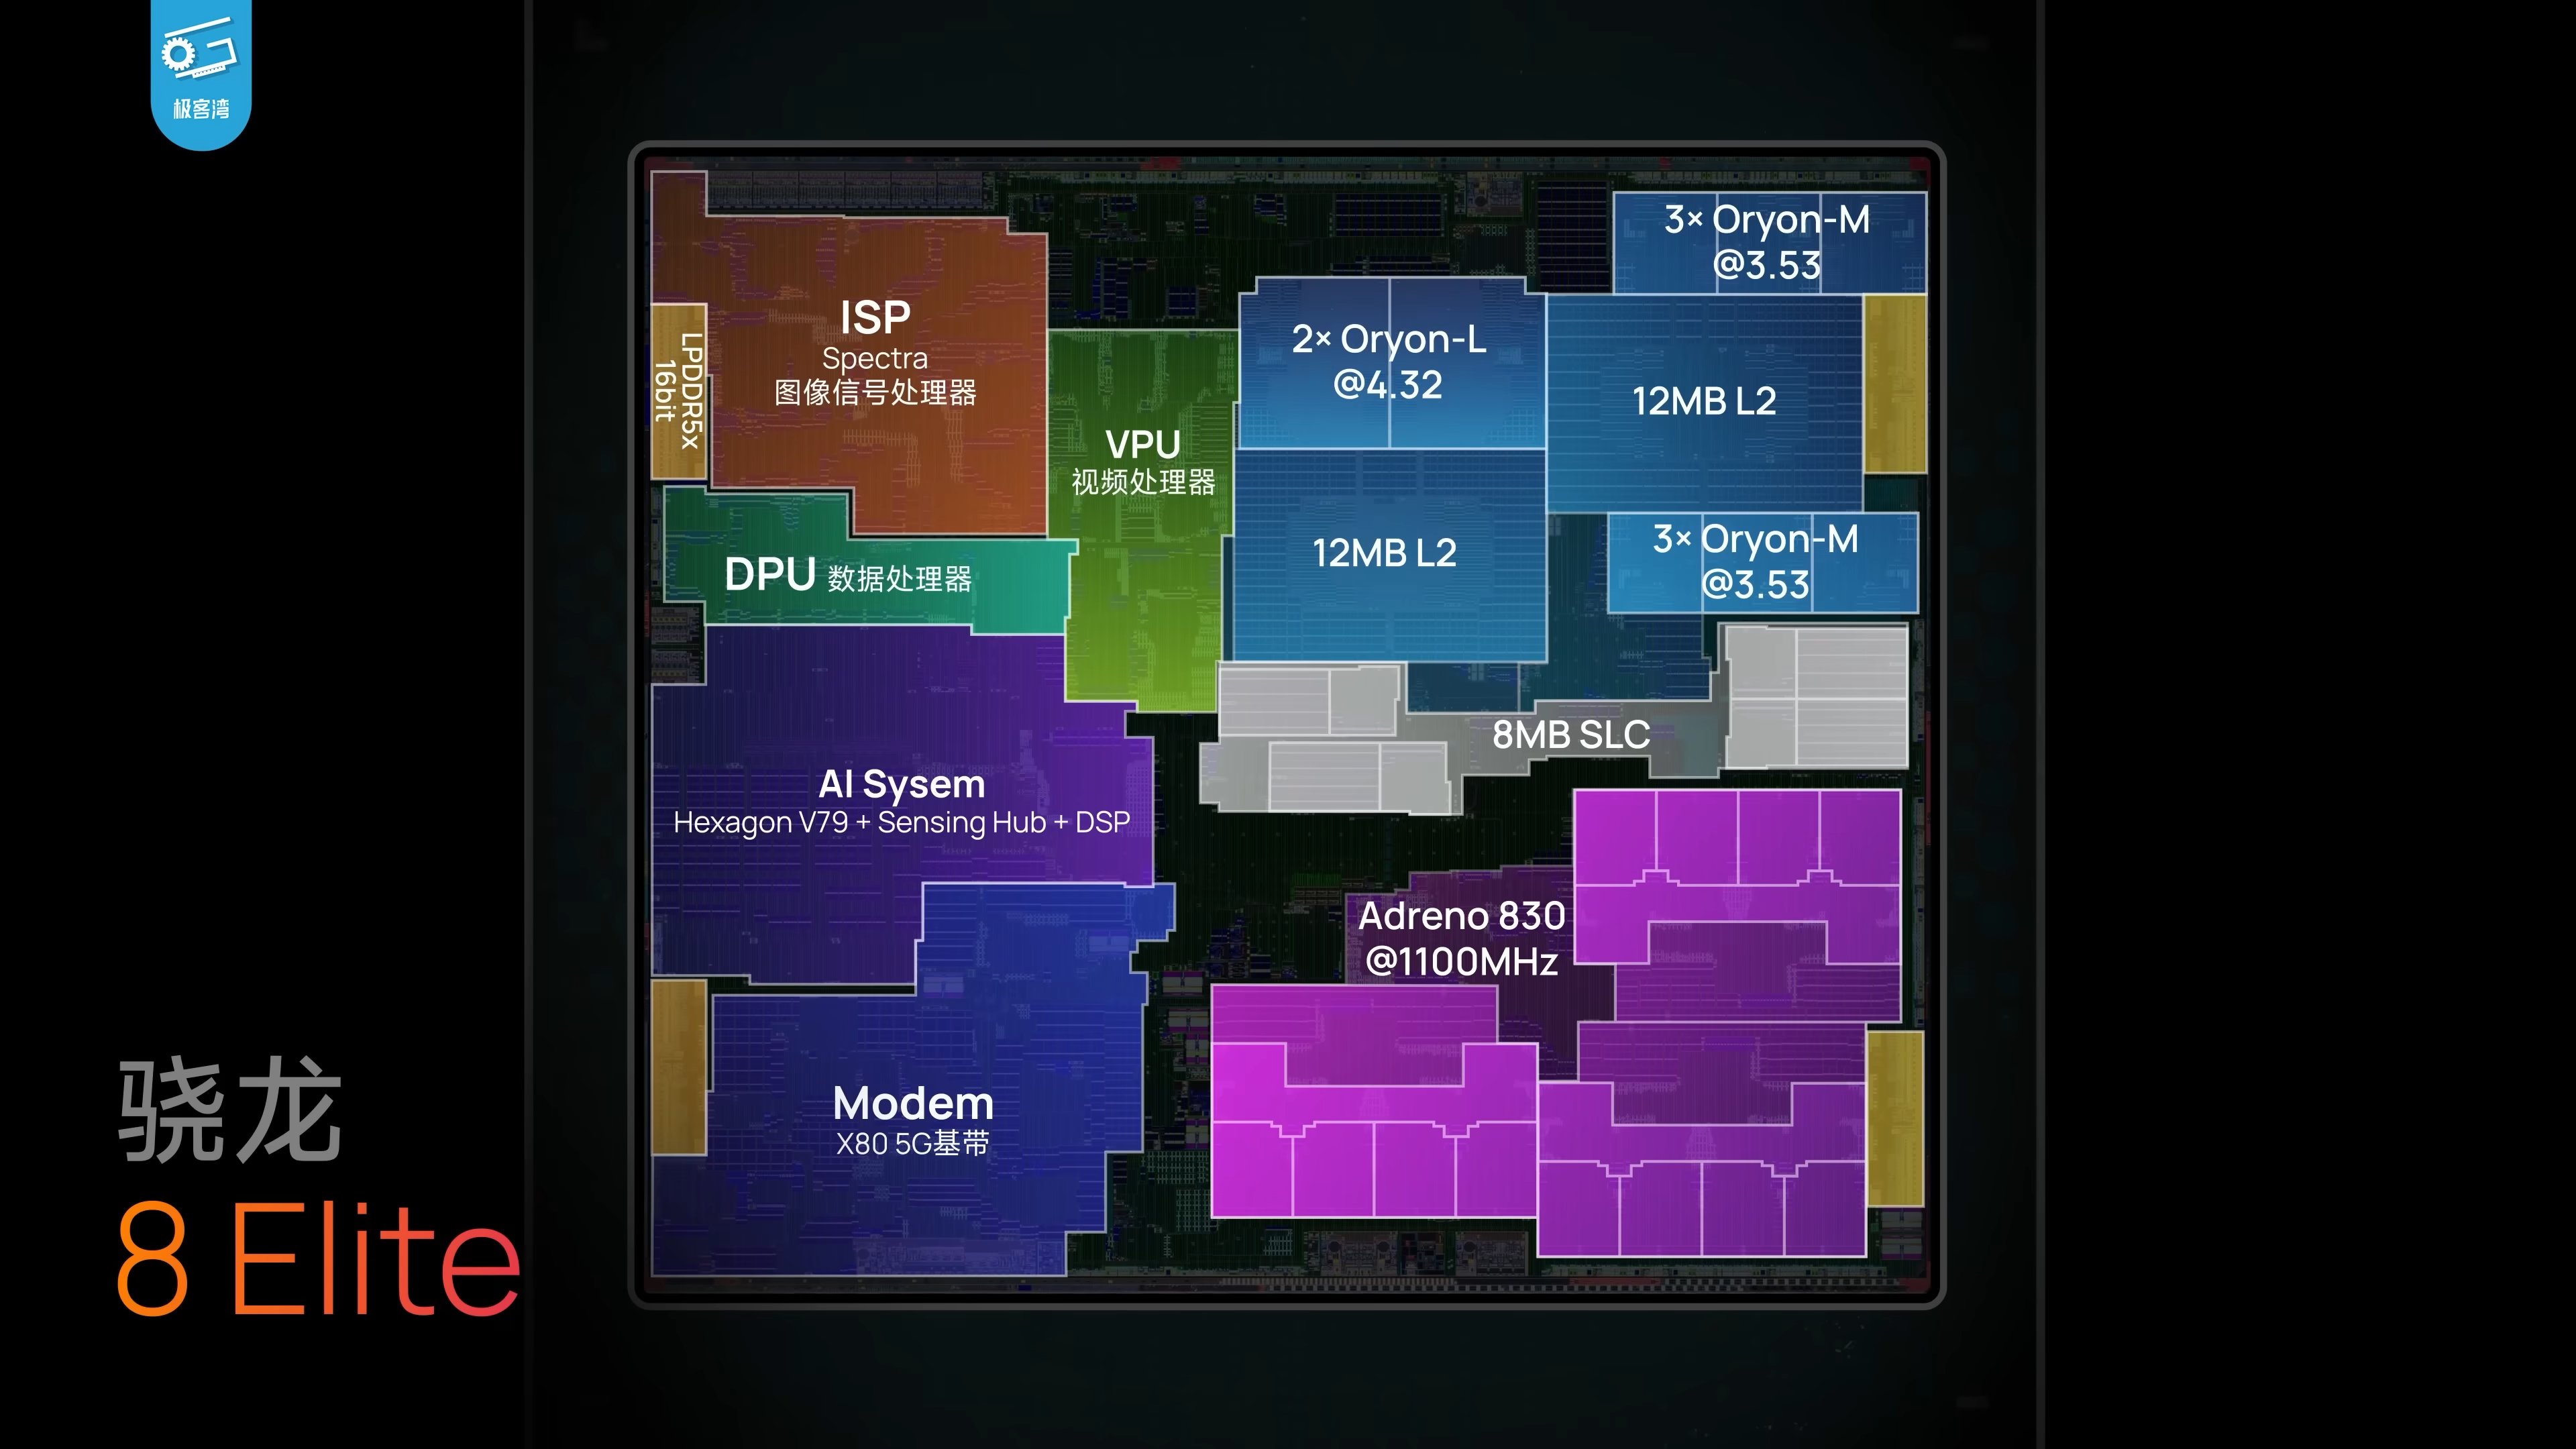 极客湾
3× Oryon-M
@3.53
ISP
Spectra
图像信号处理器
LPDDR5x
16bit
2× Oryon-L
@4.32
12MB L2
VPU
视频处理器
12MB L2
3× Oryon-M
@3.53
DPU 数据处理器
8MB SLC
AI Sysem
Hexagon V79 + Sensing Hub + DSP
Adreno 830
@1100MHz
Modem
X80 5G基带
骁龙
8 Elite